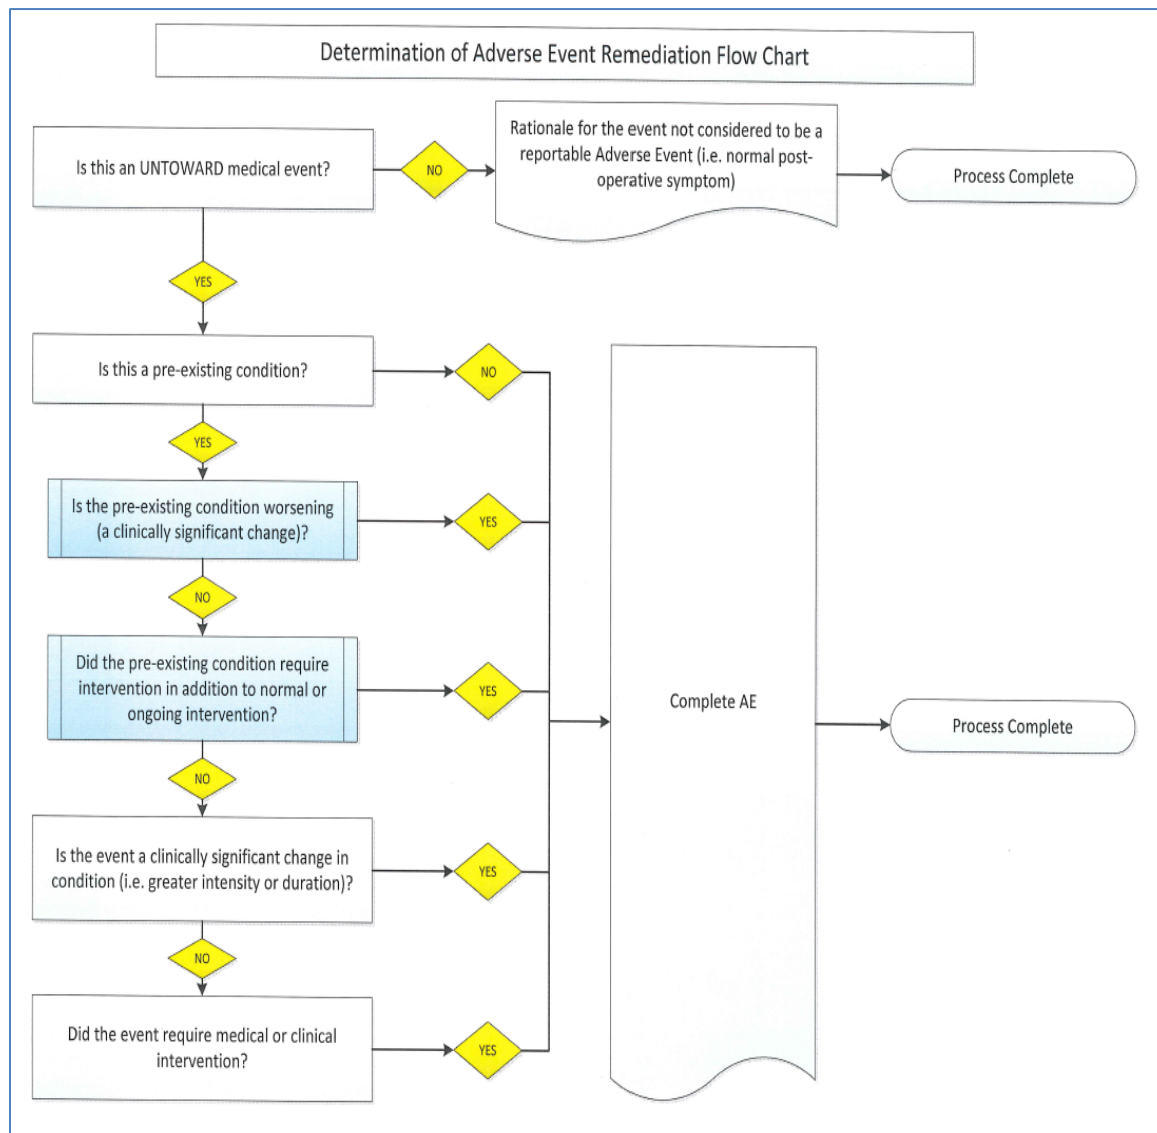 Determination of Adverse Event Remediation Flow Chart
Is this an UNTOWARD medical event?
NO
Rationale for the event not considered to be a
reportable Adverse Event (i.e. normal post-
operative symptom)
Process Complete
YES
Is this a pre-existing condition?
NO
YES
Is the pre-existing condition worsening
(a clinically significant change)?
YES
NO
Did the pre-existing condition require
intervention in addition to normal or
ongoing intervention?
YES
Complete AE
Process Complete
NO
Is the event a clinically significant change in
condition (i.e. greater intensity or duration)?
YES
NO
Did the event require medical or clinical
intervention?
YES